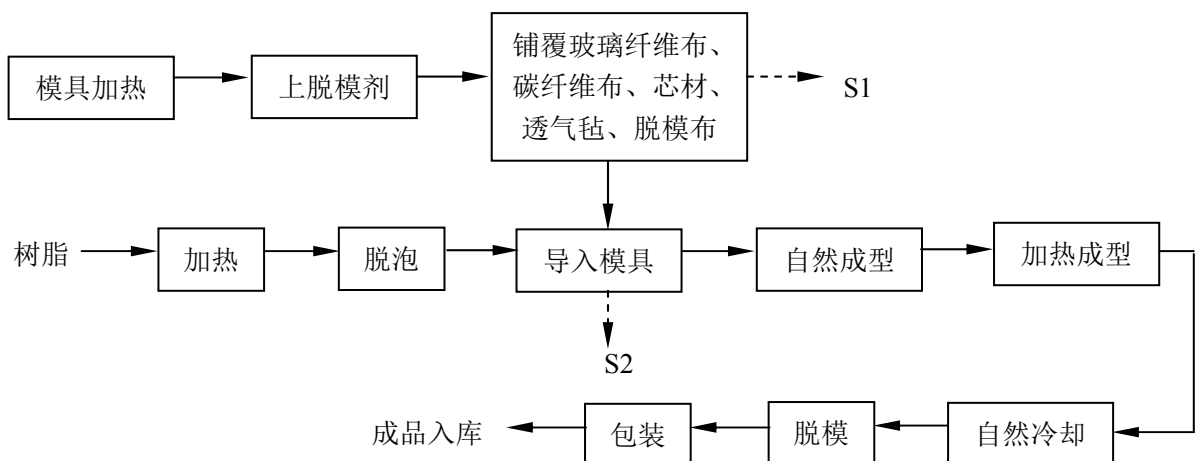 模具加热
上脱模剂
铺覆玻璃纤维布、
碳纤维布、芯材、
透气毡、脱模布
S1
树脂
加热
脱泡
导入模具
自然成型
加热成型
S2
成品入库
包装
脱模
自然冷却